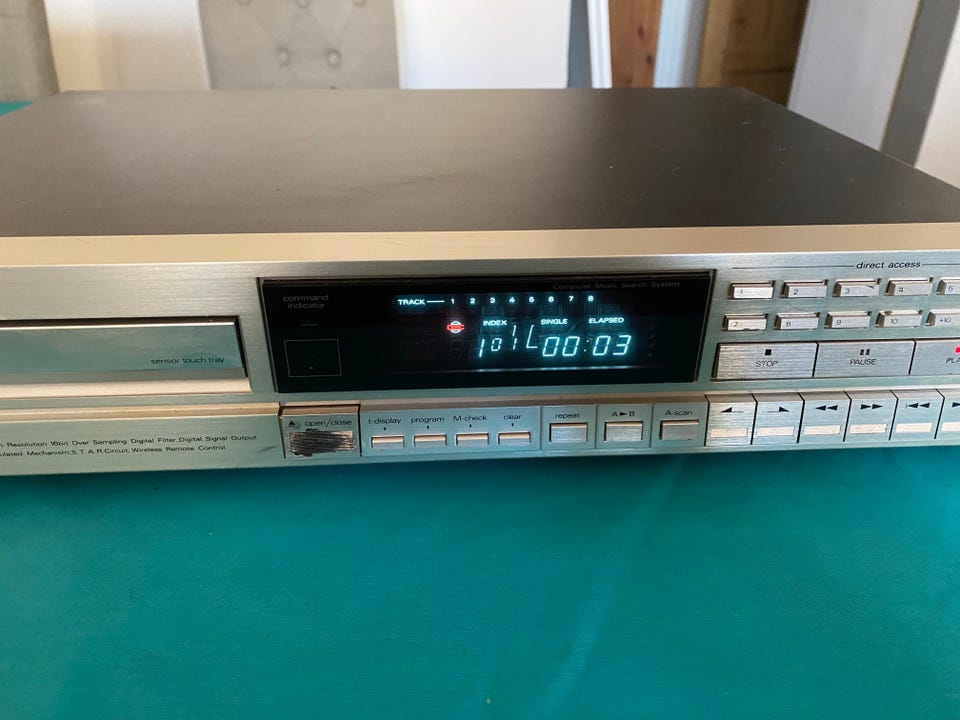 direct access
Computer Music Search System
command
indicator
TRACK 1 2 3 4 5 6 7 8
1 2 3 4 5
INDEX SINGLE ELAPSED
7 8 9 10 +10
00:03
sensor touch tray
STOP PAUSE
open/close t-display program M-check clear repeat A►B A-scan
Resolution 16bit Over Sampling Digital Filter, Digital Signal Output
Mechanism, S.T.A.R. Circuit, Wireless Remote Control